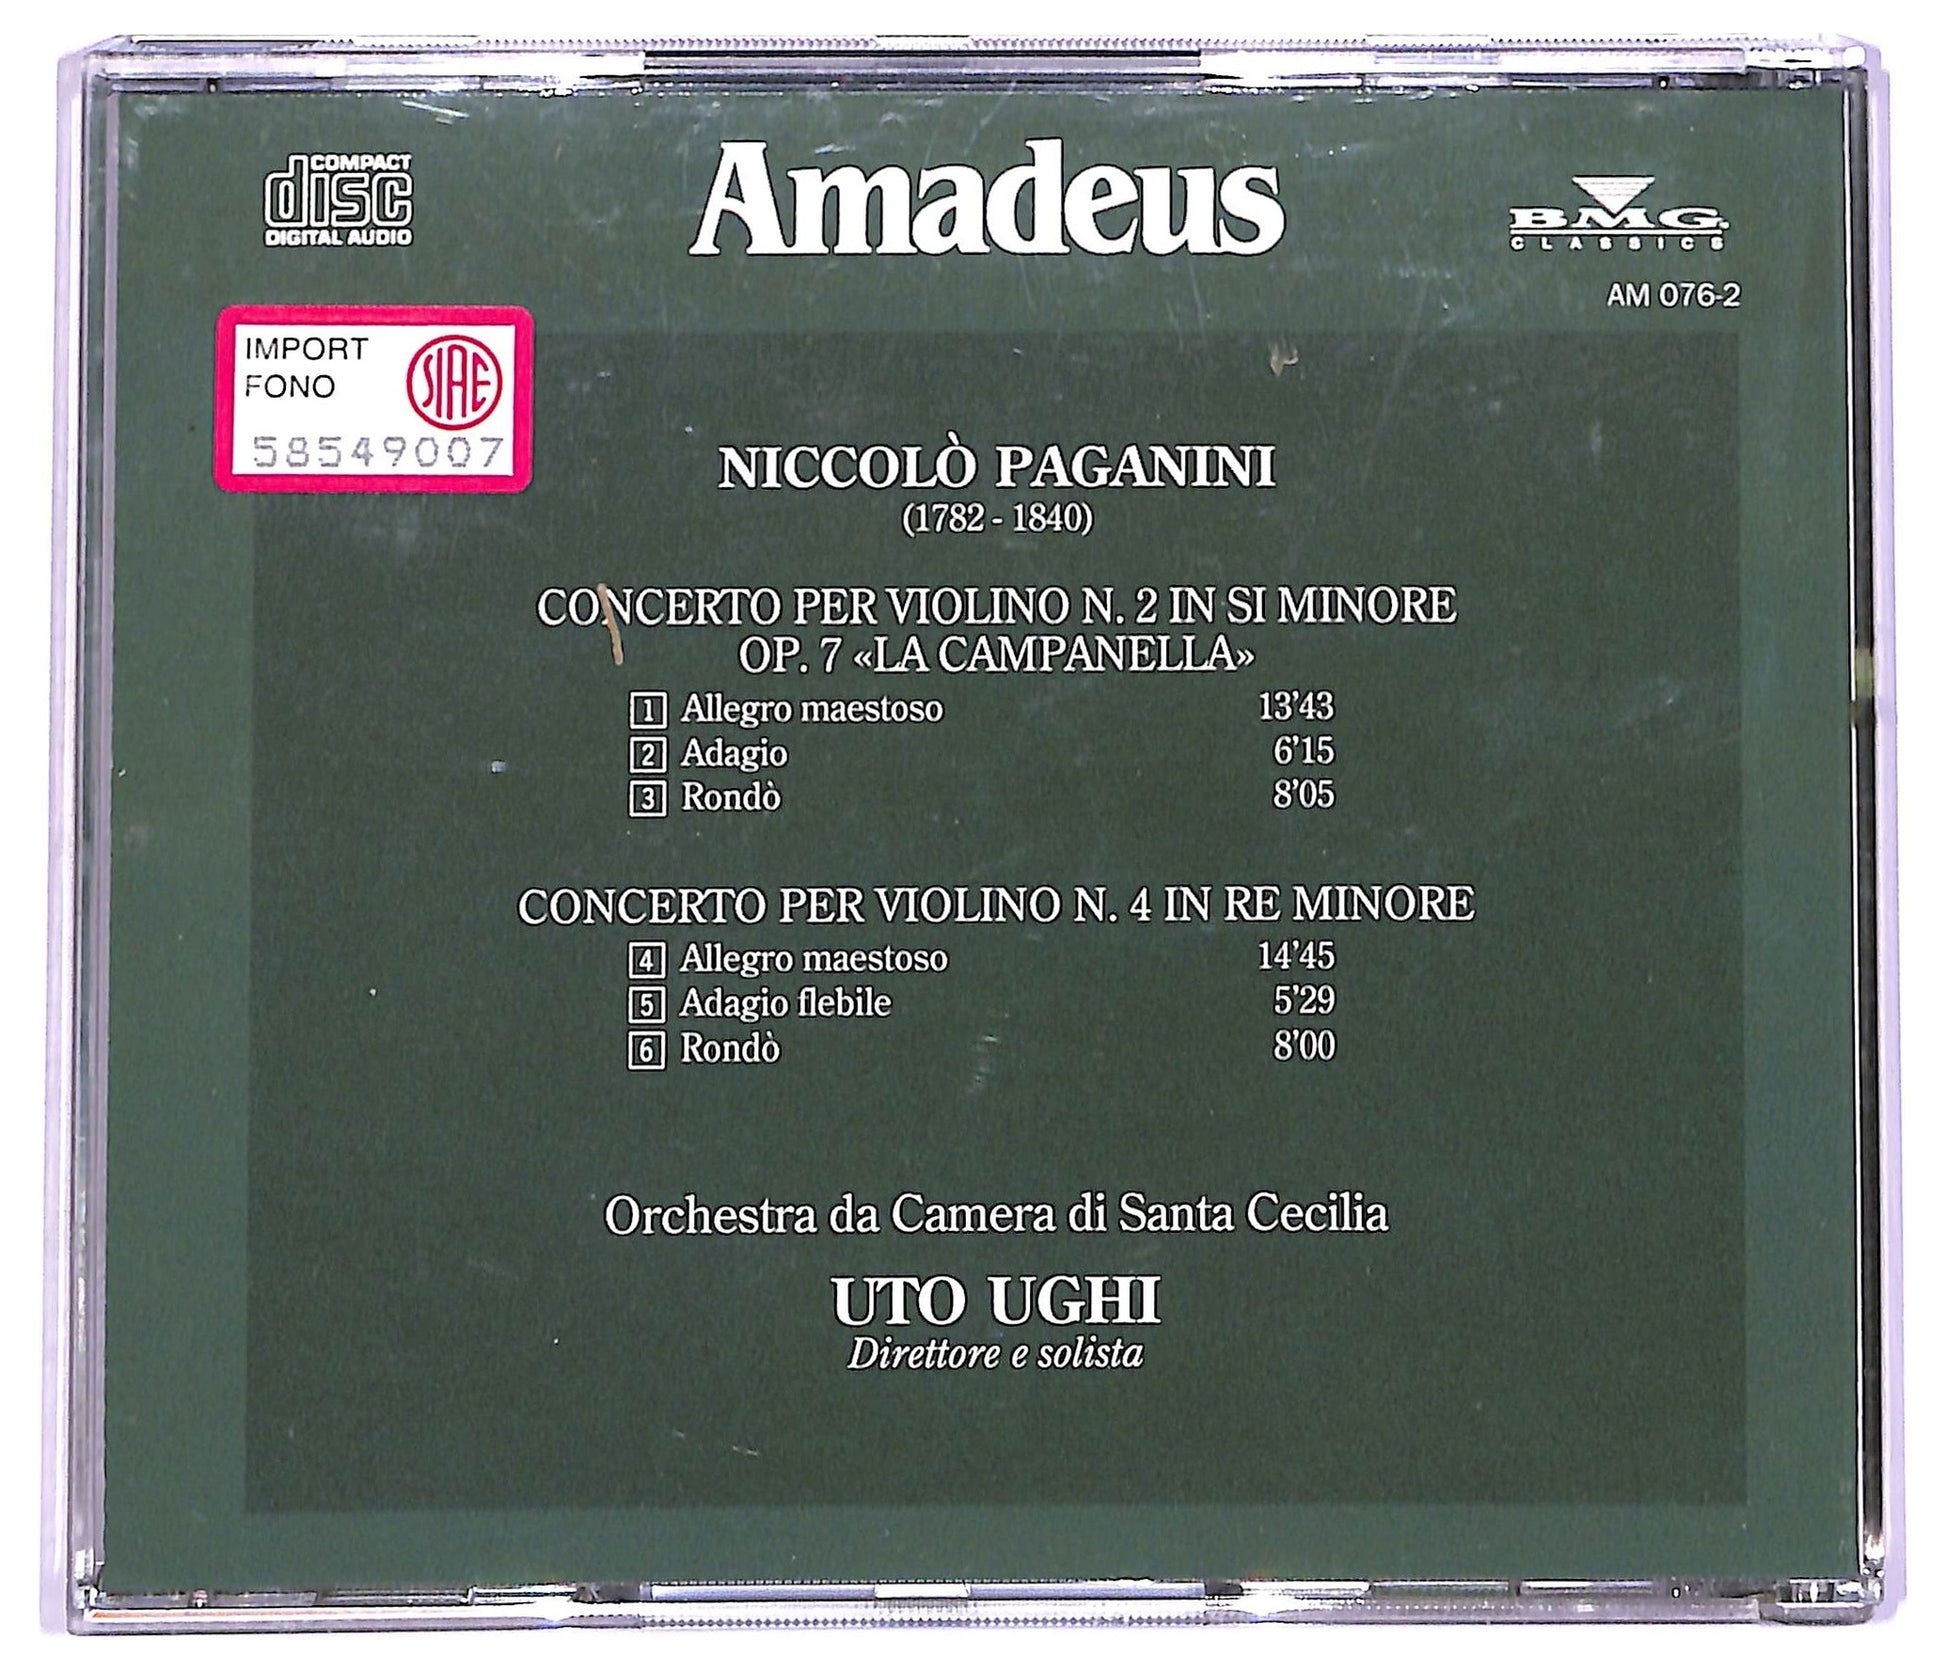 COMPACT
disc
DIGITAL AUDIO
Amadeus
BMG
CLASSICS
AM 076-2
IMPORT
FONO
SIAE
58549007
NICCOLÒ PAGANINI
(1782 - 1840)
CONCERTO PER VIOLINO N. 2 IN SI MINORE
OP. 7 «LA CAMPANELLA»
1 Allegro maestoso 13'43
2 Adagio 6'15
3 Rondò 8'05
CONCERTO PER VIOLINO N. 4 IN RE MINORE
4 Allegro maestoso 14'45
5 Adagio flebile 5'29
6 Rondò 8'00
Orchestra da Camera di Santa Cecilia
UTO UGHI
Direttore e solista